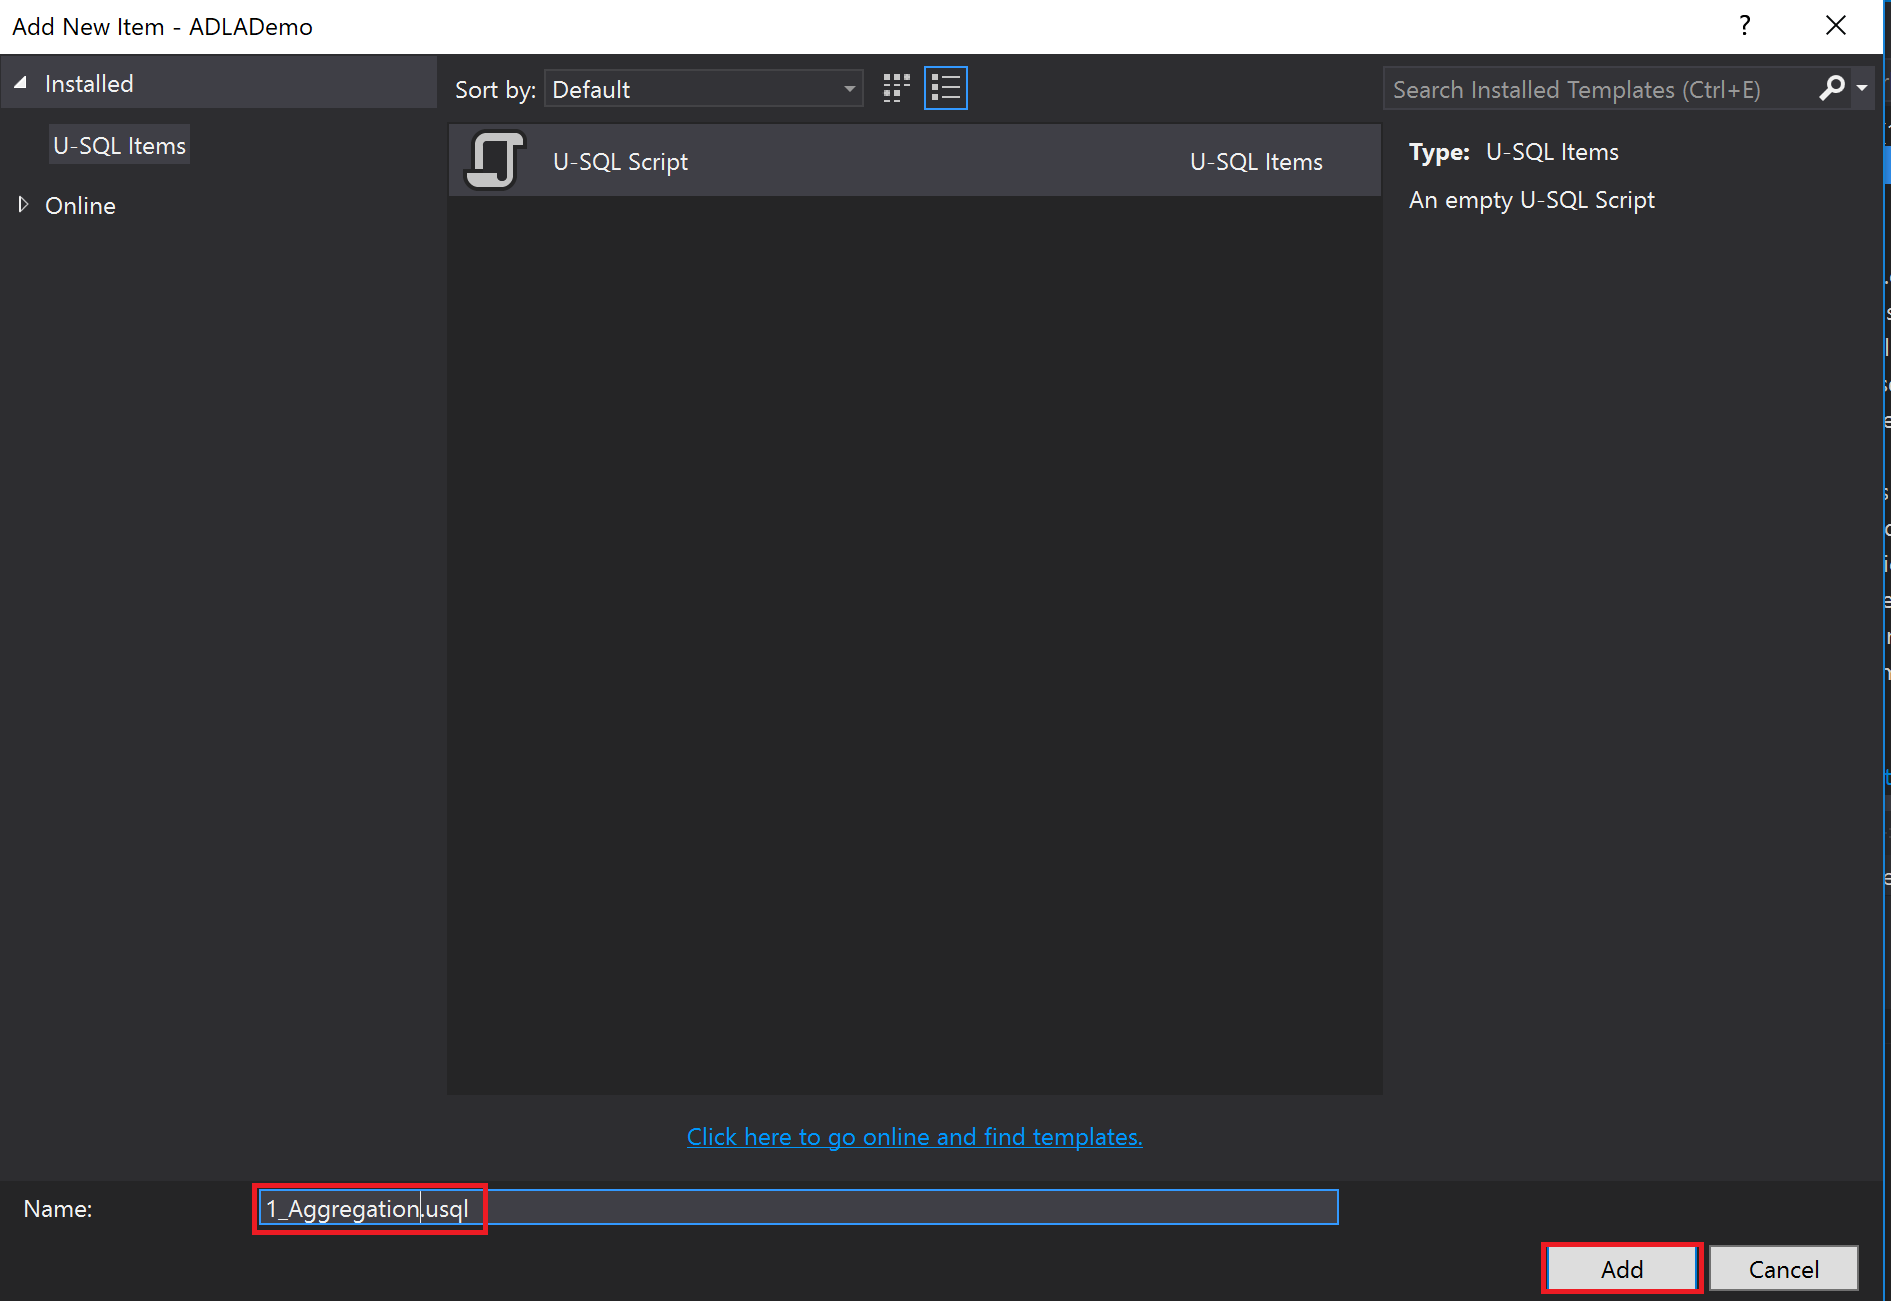 Add New Item - ADLADemo
?
Installed
Sort by: Default
Search Installed Templates (Ctrl+E)
U-SQL Items
U-SQL Script
U-SQL Items
Type: U-SQL Items
An empty U-SQL Script
Online
Click here to go online and find templates.
Name: 1_Aggregation.usql
Add
Cancel